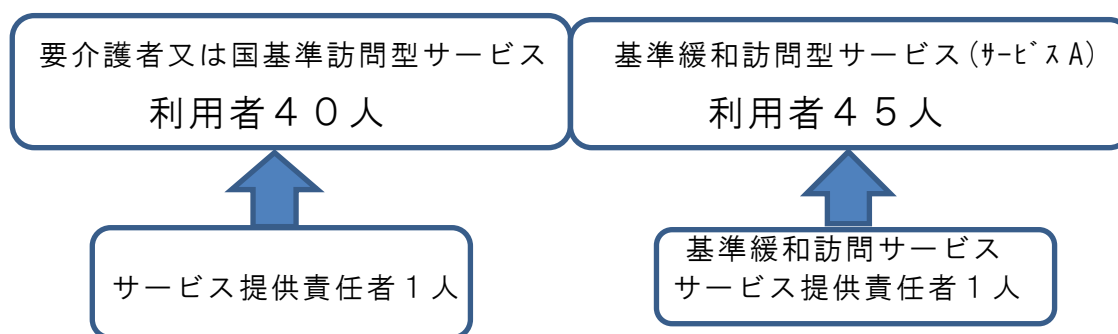 要介護者又は国基準訪問型サービス
利用者４０人
基準緩和訪問型サービス(ｻｰﾋﾞｽA)
利用者４５人
サービス提供責任者１人
基準緩和訪問サービス
サービス提供責任者１人